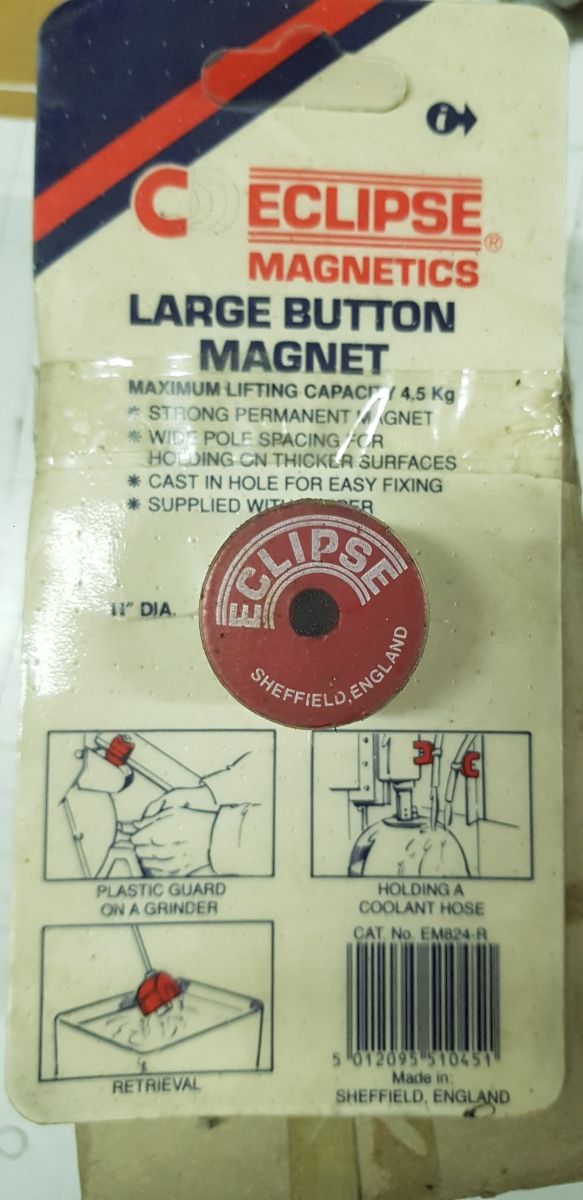 ECLIPSE®
MAGNETICS
LARGE BUTTON
MAGNET
MAXIMUM LIFTING CAPACITY 4.5 Kg
* STRONG PERMANENT MAGNET
* WIDE POLE SPACING FOR
HOLDING ON THICKER SURFACES
* CAST IN HOLE FOR EASY FIXING
* SUPPLIED WITH
ECLIPSE
SHEFFIELD, ENGLAND
DIA.
PLASTIC GUARD
ON A GRINDER
HOLDING A
COOLANT HOSE
RETRIEVAL
CAT. No. EM824-R
5 012095 510451
Made in:
SHEFFIELD, ENGLAND